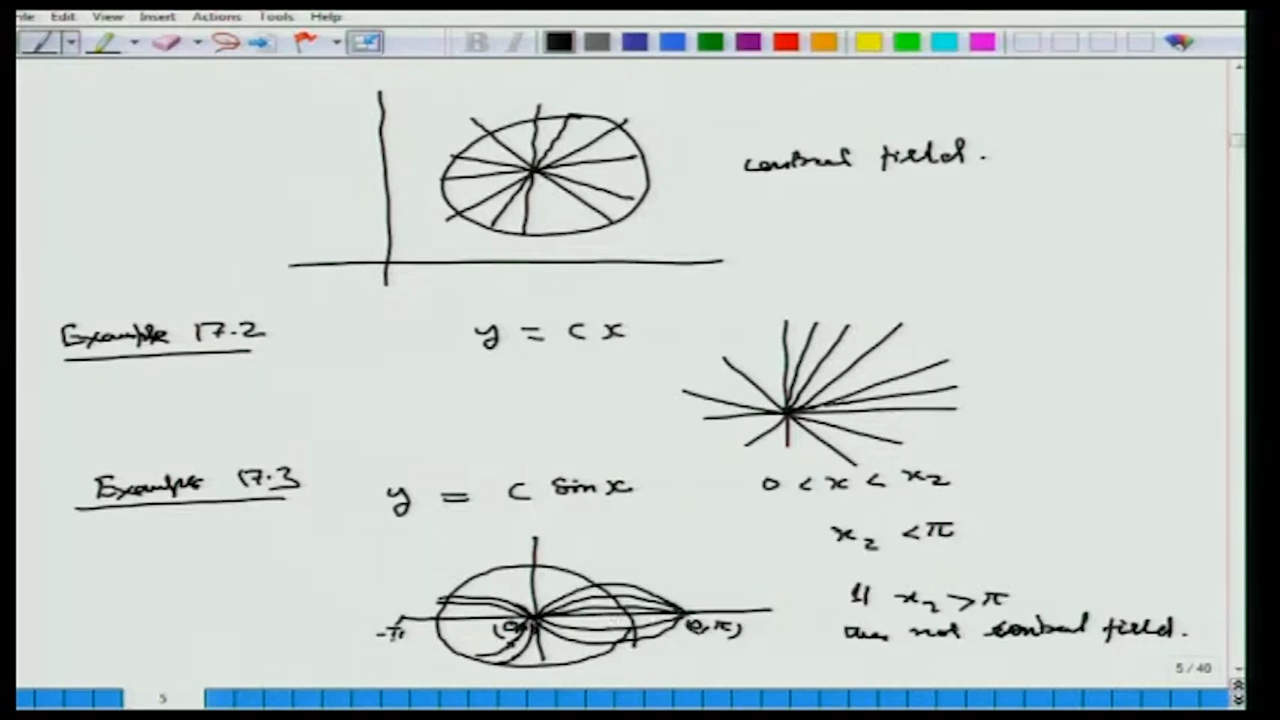 Edit View Insert Actions Tools Help
central field.
Example 17.2
y = c x
Example 17.3
y = c sin x
0 < x < x2
x2 < π
If x2 > π
then not central field.
-π
(0, π)
5 / 40
5